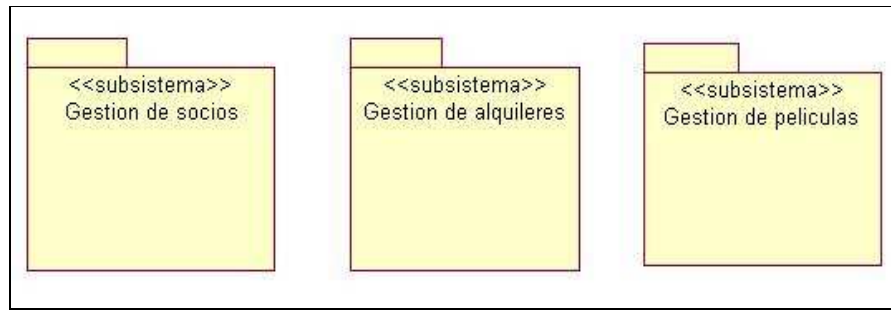 <<subsistema>>
Gestion de socios
<<subsistema>>
Gestion de alquileres
<<subsistema>>
Gestion de peliculas